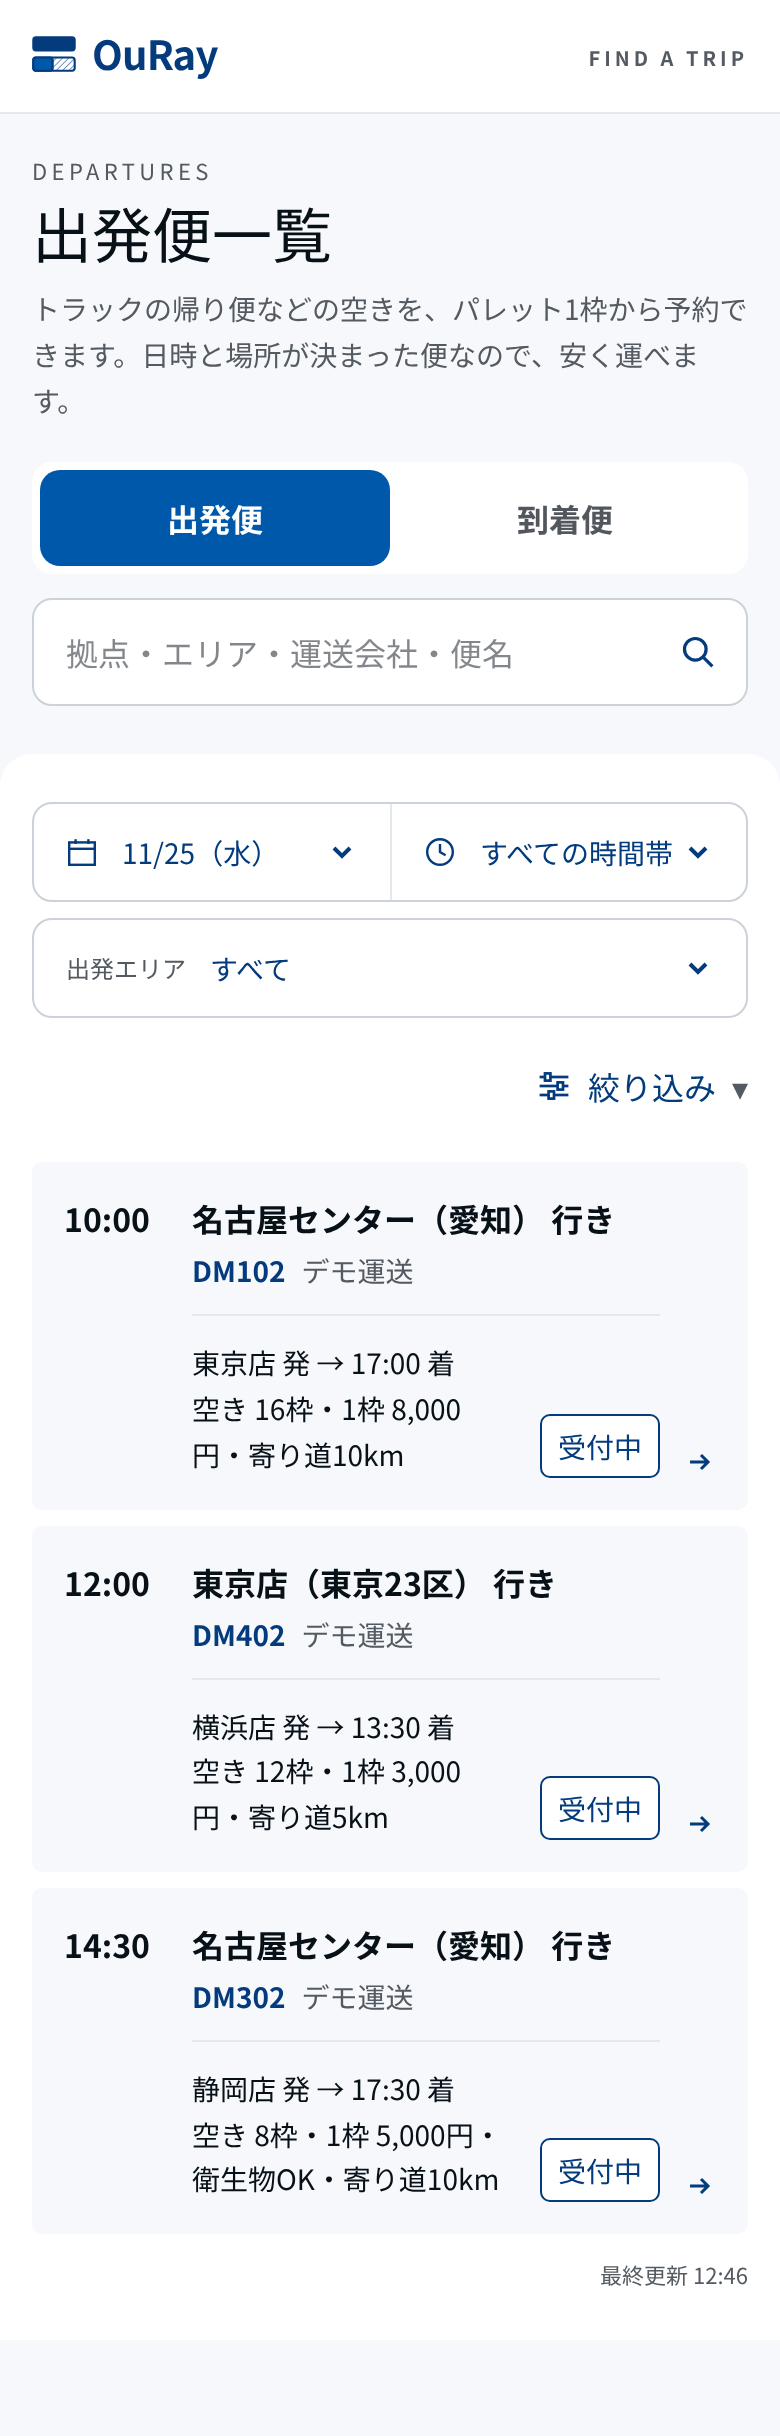 OuRay
FIND A TRIP
DEPARTURES
出発便一覧
トラックの帰り便などの空きを、パレット1枠から予約で
きます。日時と場所が決まった便なので、安く運べま
す。
出発便
到着便
拠点・エリア・運送会社・便名
11/25（水）
すべての時間帯
出発エリア すべて
絞り込み ▼
10:00 名古屋センター（愛知） 行き
DM102 デモ運送
東京店 発 → 17:00 着
空き 16枠・1枠 8,000
円・寄り道10km
受付中 →
12:00 東京店（東京23区） 行き
DM402 デモ運送
横浜店 発 → 13:30 着
空き 12枠・1枠 3,000
円・寄り道5km
受付中 →
14:30 名古屋センター（愛知） 行き
DM302 デモ運送
静岡店 発 → 17:30 着
空き 8枠・1枠 5,000円・
衛生物OK・寄り道10km
受付中 →
最終更新 12:46